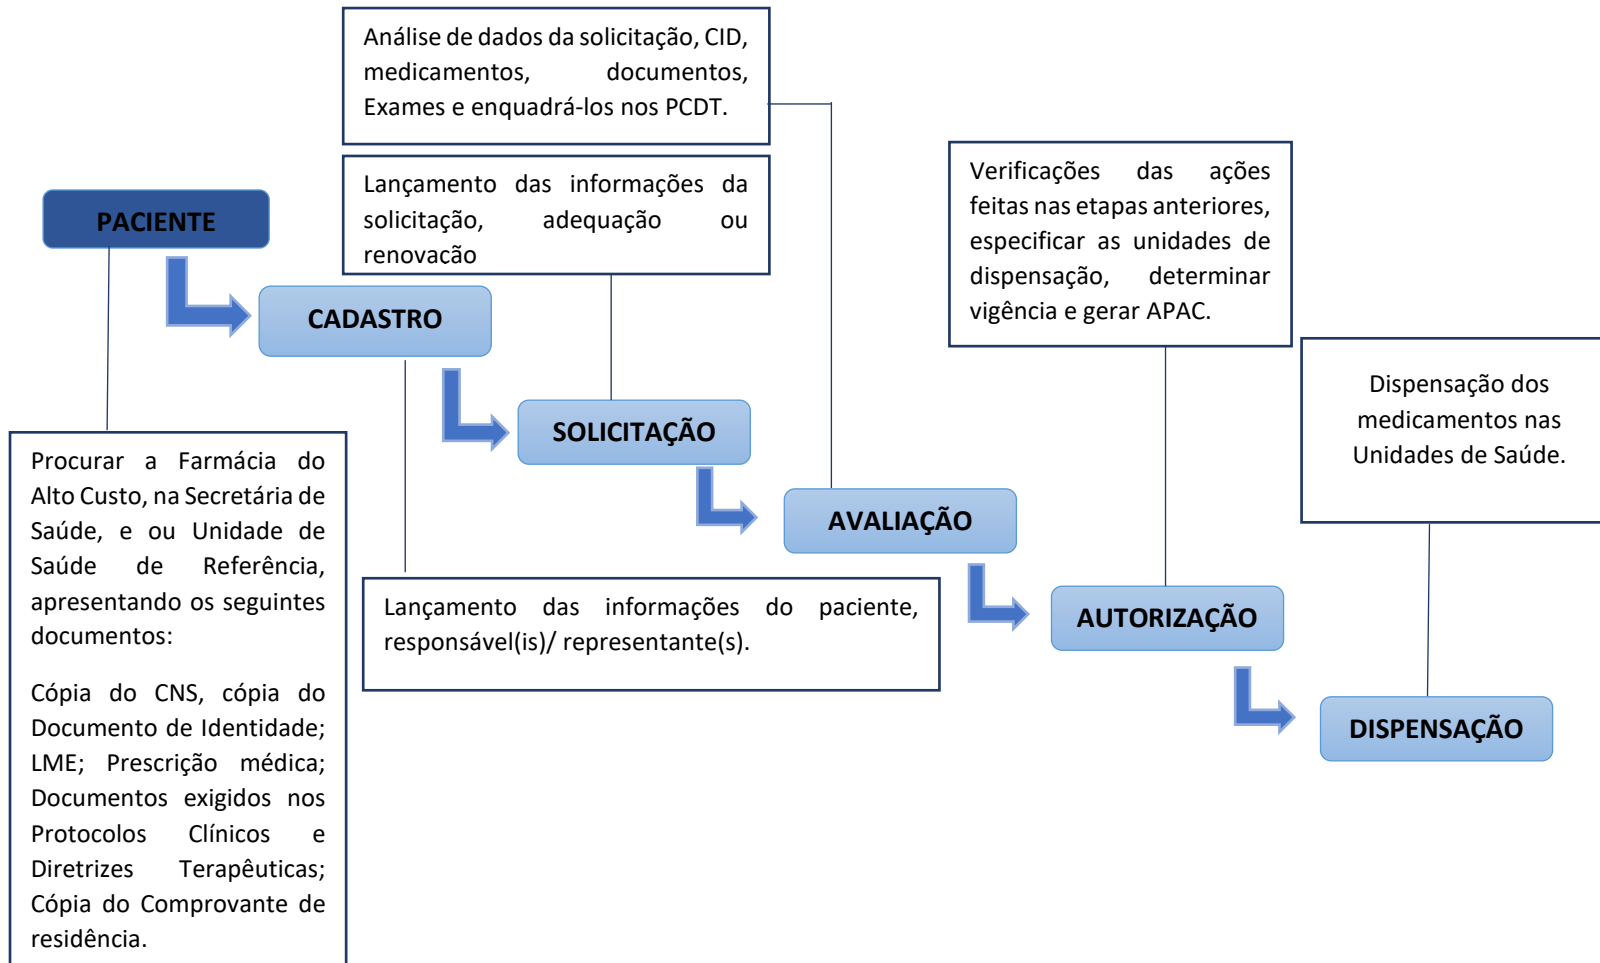 Análise de dados da solicitação, CID,
medicamentos, documentos,
Exames e enquadrá-los nos PCDT.
Lançamento das informações da
solicitação, adequação ou
renovacão
Verificações das ações
feitas nas etapas anteriores,
especificar as unidades de
dispensação, determinar
vigência e gerar APAC.
PACIENTE
CADASTRO
SOLICITAÇÃO
AVALIAÇÃO
AUTORIZAÇÃO
DISPENSAÇÃO
Dispensação dos
medicamentos nas
Unidades de Saúde.
Procurar a Farmácia do
Alto Custo, na Secretária de
Saúde, e ou Unidade de
Saúde de Referência,
apresentando os seguintes
documentos:
Cópia do CNS, cópia do
Documento de Identidade;
LME; Prescrição médica;
Documentos exigidos nos
Protocolos Clínicos e
Diretrizes Terapêuticas;
Cópia do Comprovante de
residência.
Lançamento das informações do paciente,
responsável(is)/ representante(s).